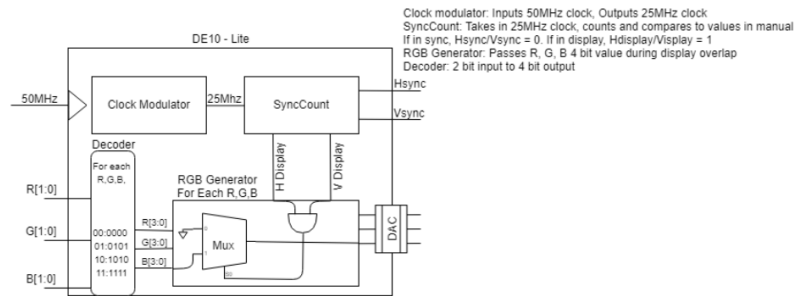 Clock modulator: Inputs 50MHz clock, Outputs 25MHz clock
SyncCount: Takes in 25MHz clock, counts and compares to values in manual
If in sync, Hsync/Vsync = 0. If in display, Hdisplay/Visplay = 1
RGB Generator: Passes R, G, B 4 bit value during display overlap
Decoder: 2 bit input to 4 bit output
DE10 - Lite
50MHz
Clock Modulator
25Mhz
SyncCount
Hsync
Vsync
Decoder
For each
R,G,B,
00:0000
01:0101
10:1010
11:1111
R[1:0]
G[1:0]
B[1:0]
R[3:0]
G[3:0]
B[3:0]
RGB Generator
For Each R,G,B
H Display
V Display
0
1
Mux
S0
DAC